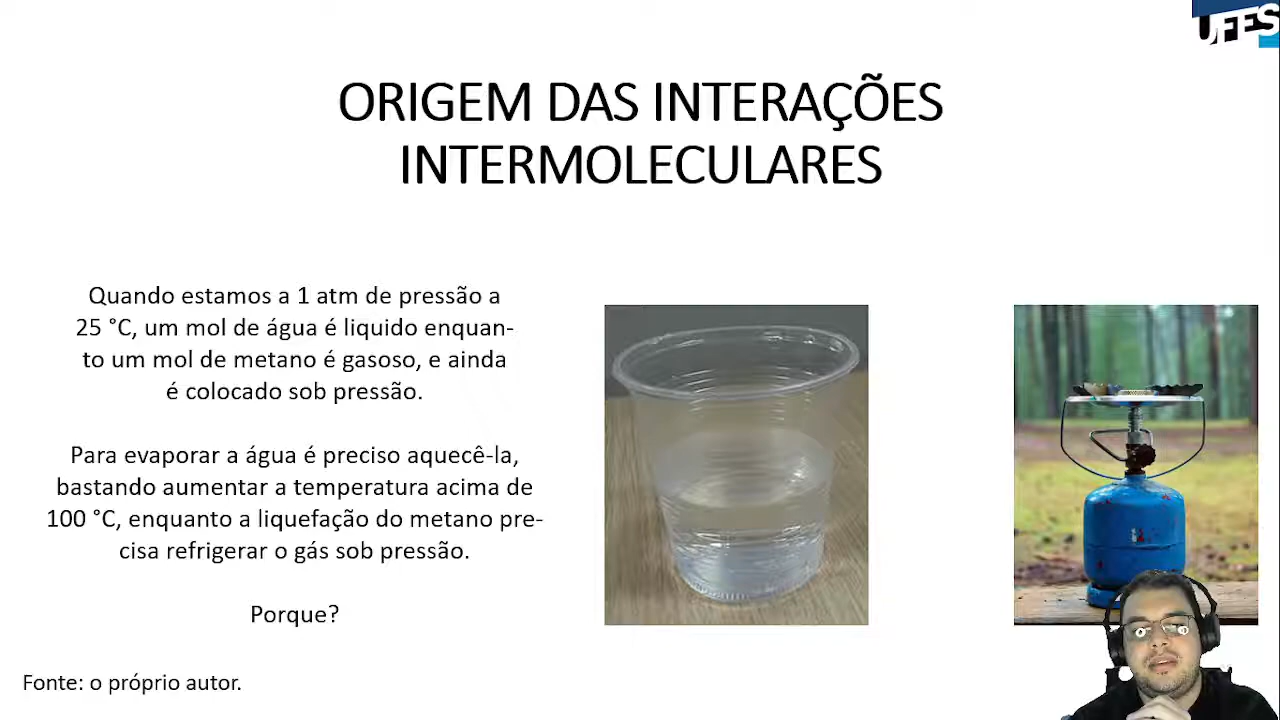 UFES
ORIGEM DAS INTERAÇÕES
INTERMOLECULARES
Quando estamos a 1 atm de pressão a
25 °C, um mol de água é liquido enquan-
to um mol de metano é gasoso, e ainda
é colocado sob pressão.
Para evaporar a água é preciso aquecê-la,
bastando aumentar a temperatura acima de
100 °C, enquanto a liquefação do metano pre-
cisa refrigerar o gás sob pressão.
Porque?
Fonte: o próprio autor.